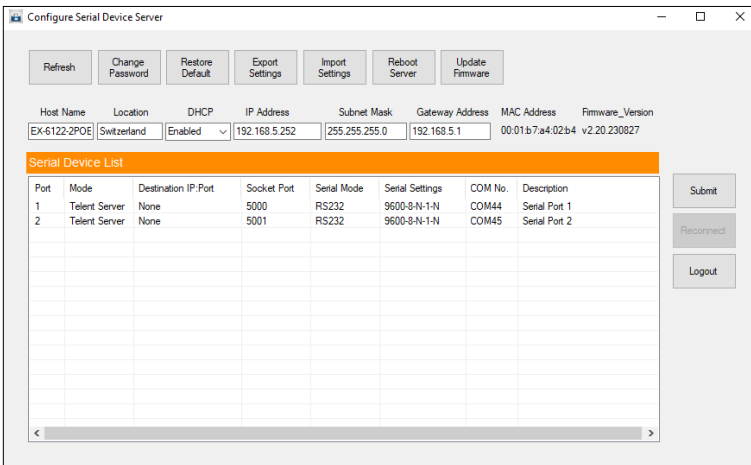 Configure Serial Device Server
Refresh Change Password Restore Default Export Settings Import Settings Reboot Server Update Firmware
Host Name Location DHCP IP Address Subnet Mask Gateway Address MAC Address Firmware_Version
EX-6122-2POE Switzerland Enabled 192.168.5.252 255.255.255.0 192.168.5.1 00:01:b7:a4:02:b4 v2.20.230827
Serial Device List
Port Mode Destination IP:Port Socket Port Serial Mode Serial Settings COM No. Description
1 Telent Server None 5000 RS232 9600-8-N-1-N COM44 Serial Port 1
2 Telent Server None 5001 RS232 9600-8-N-1-N COM45 Serial Port 2
Submit
Reconnect
Logout